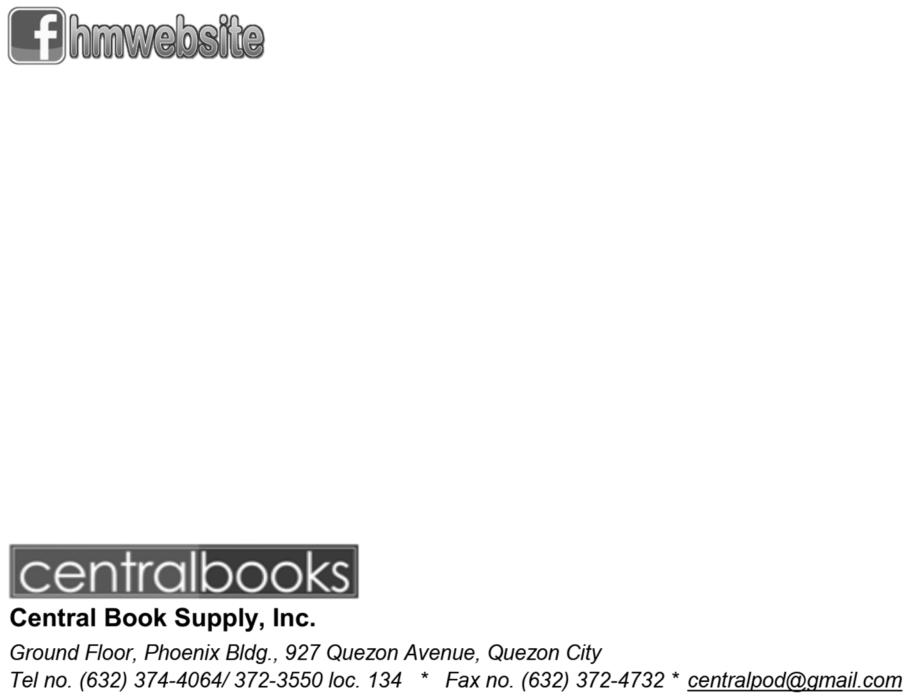 f hmwebsite
centralbooks
Central Book Supply, Inc.
Ground Floor, Phoenix Bldg., 927 Quezon Avenue, Quezon City
Tel no. (632) 374-4064/ 372-3550 loc. 134 * Fax no. (632) 372-4732 * centralpod@gmail.com